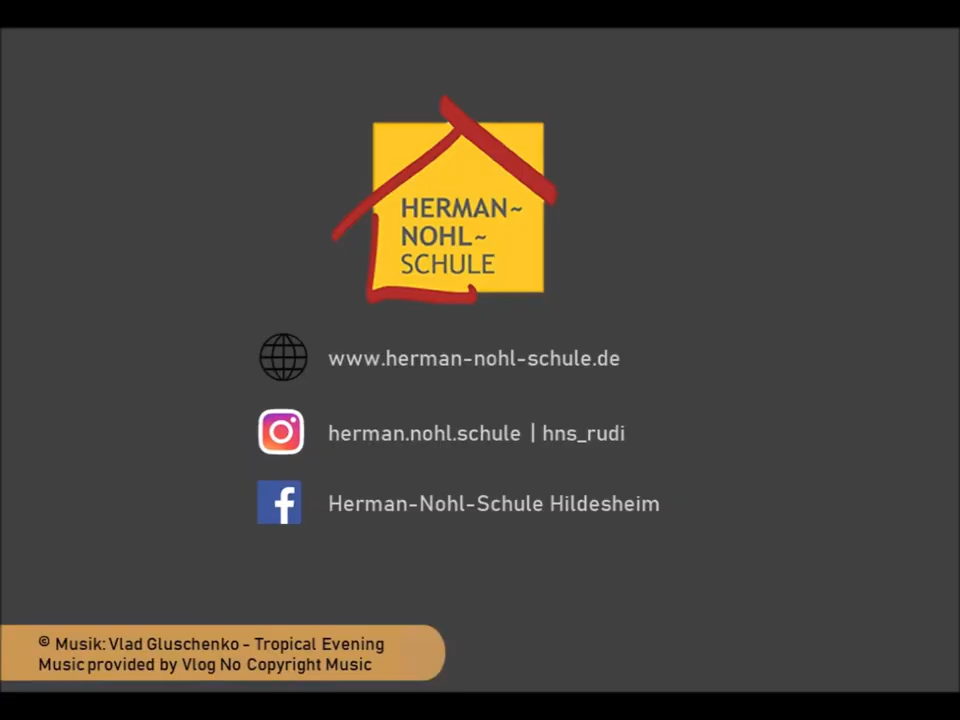 HERMAN~
NOHL~
SCHULE
www.herman-nohl-schule.de
herman.nohl.schule | hns_rudi
Herman-Nohl-Schule Hildesheim
© Musik: Vlad Gluschenko - Tropical Evening
Music provided by Vlog No Copyright Music